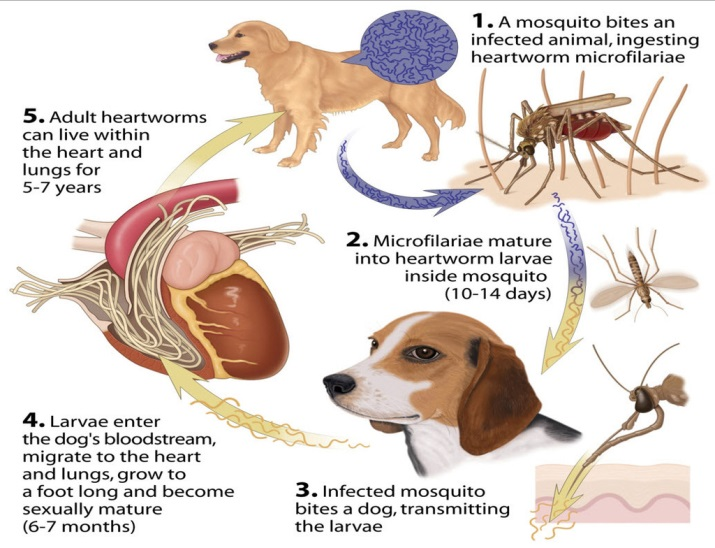 1. A mosquito bites an
infected animal, ingesting
heartworm microfilariae
5. Adult heartworms
can live within
the heart and
lungs for
5-7 years
2. Microfilariae mature
into heartworm larvae
inside mosquito
(10-14 days)
4. Larvae enter
the dog's bloodstream,
migrate to the heart
and lungs, grow to
a foot long and become
sexually mature
(6-7 months)
3. Infected mosquito
bites a dog, transmitting
the larvae